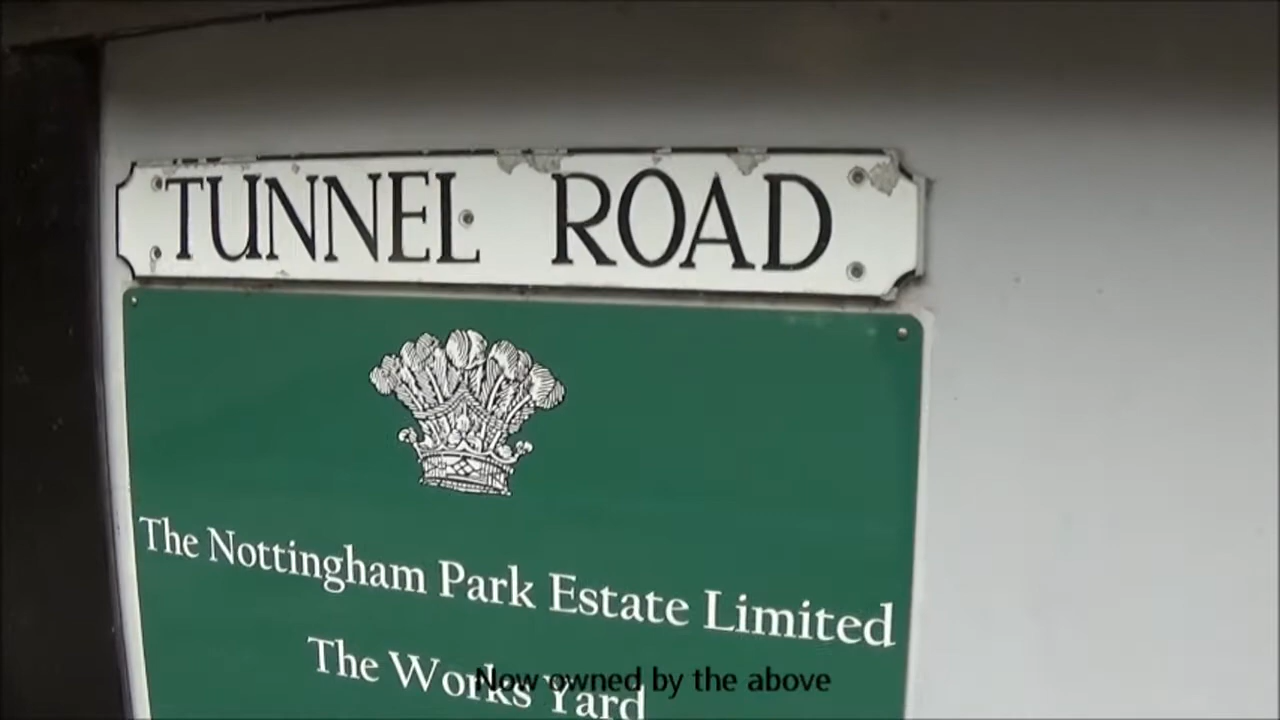 TUNNEL ROAD
The Nottingham Park Estate Limited
The Works Yard
Now owned by the above